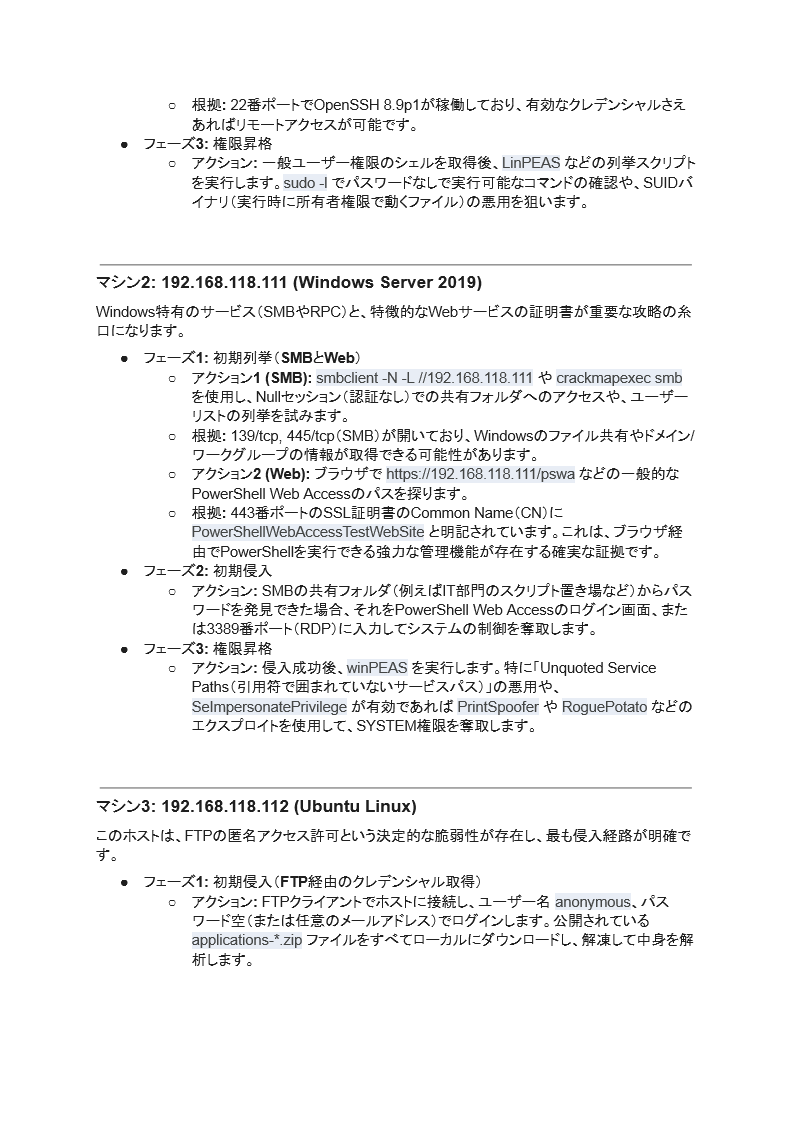 ○ 根拠: 22番ポートでOpenSSH 8.9p1が稼働しており、有効なクレデンシャルさえ
あればリモートアクセスが可能です。
● フェーズ3: 権限昇格
○ アクション: 一般ユーザー権限のシェルを取得後、LinPEAS などの列挙スクリプト
を実行します。sudo -l でパスワードなしで実行可能なコマンドの確認や、SUIDバ
イナリ（実行時に所有者権限で動くファイル）の悪用を狙います。
マシン2: 192.168.118.111 (Windows Server 2019)
Windows特有のサービス（SMBやRPC）と、特徴的なWebサービスの証明書が重要な攻略の糸
口になります。
● フェーズ1: 初期列挙（SMBとWeb）
○ アクション1 (SMB): smbclient -N -L //192.168.118.111 や crackmapexec smb
を使用し、Nullセッション（認証なし）での共有フォルダへのアクセスや、ユーザー
リストの列挙を試みます。
○ 根拠: 139/tcp, 445/tcp（SMB）が開いており、Windowsのファイル共有やドメイン/
ワークグループの情報が取得できる可能性があります。
○ アクション2 (Web): ブラウザで https://192.168.118.111/pswa などの一般的な
PowerShell Web Accessのパスを探ります。
○ 根拠: 443番ポートのSSL証明書のCommon Name（CN）に
PowerShellWebAccessTestWebSite と明記されています。これは、ブラウザ経
由でPowerShellを実行できる強力な管理機能が存在する確実な証拠です。
● フェーズ2: 初期侵入
○ アクション: SMBの共有フォルダ（例えばIT部門のスクリプト置き場など）からパス
ワードを発見できた場合、それをPowerShell Web Accessのログイン画面、また
は3389番ポート（RDP）に入力してシステムの制御を奪取します。
● フェーズ3: 権限昇格
○ アクション: 侵入成功後、winPEAS を実行します。特に「Unquoted Service
Paths（引用符で囲まれていないサービスパス）」の悪用や、
SeImpersonatePrivilege が有効であれば PrintSpoofer や RoguePotato などの
エクスプロイトを使用して、SYSTEM権限を奪取します。
マシン3: 192.168.118.112 (Ubuntu Linux)
このホストは、FTPの匿名アクセス許可という決定的な脆弱性が存在し、最も侵入経路が明確で
す。
● フェーズ1: 初期侵入（FTP経由のクレデンシャル取得）
○ アクション: FTPクライアントでホストに接続し、ユーザー名 anonymous、パス
ワード空（または任意のメールアドレス）でログインします。公開されている
applications-*.zip ファイルをすべてローカルにダウンロードし、解凍して中身を解
析します。